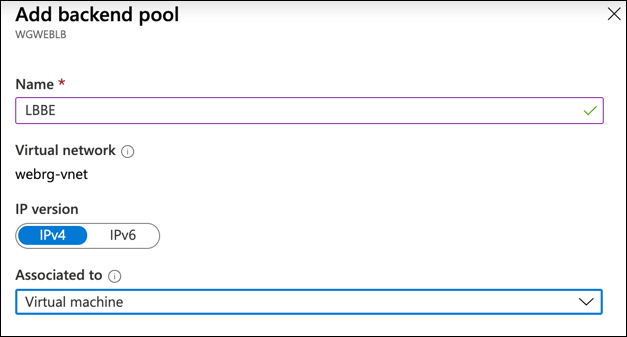 Add backend pool
WGWEBLB
Name *
LBBE
Virtual network
webrg-vnet
IP version
IPv4 IPv6
Associated to
Virtual machine